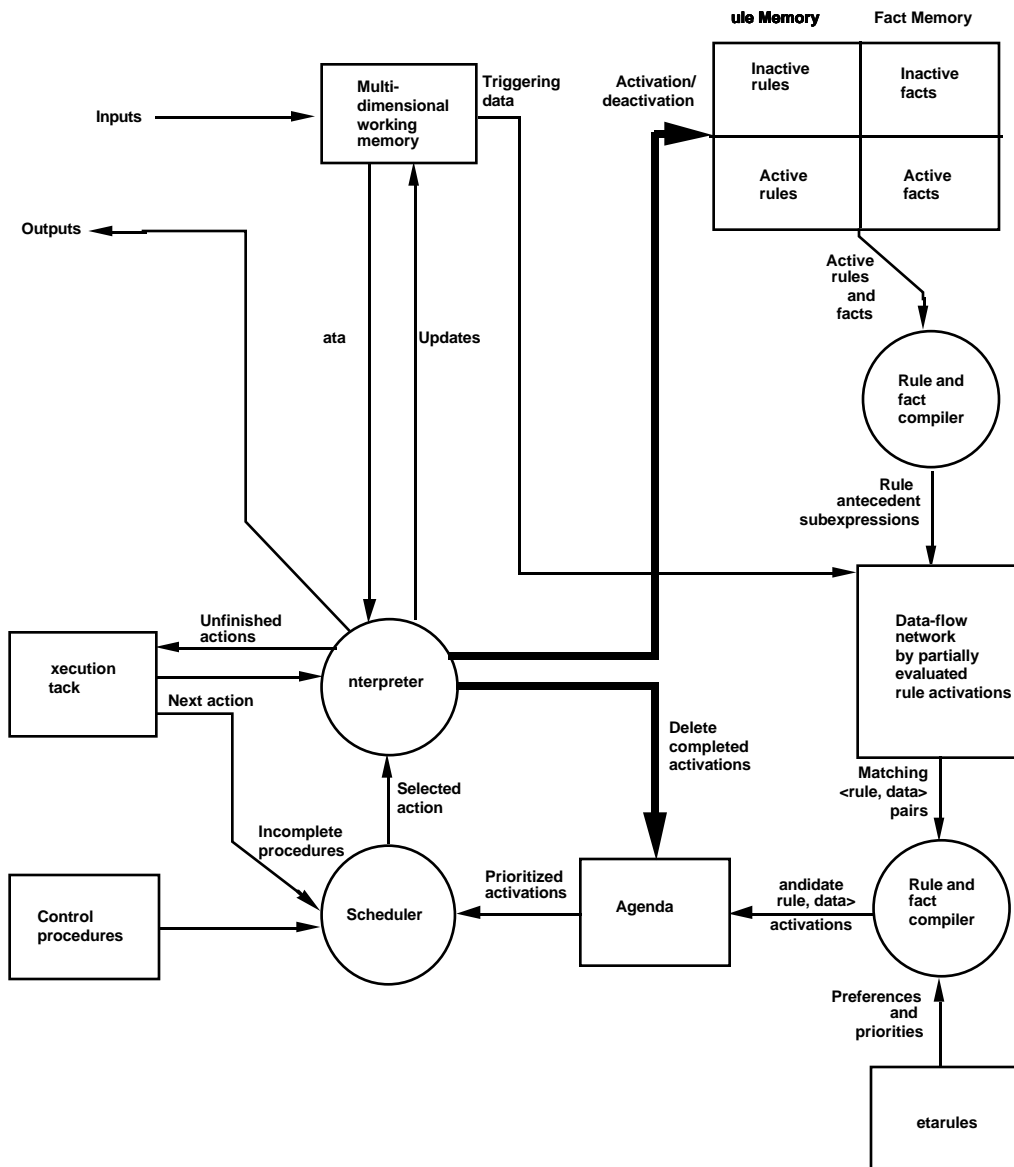 ule Memory
Fact Memory
Inactive
rules
Inactive
facts
Active
rules
Active
facts
Activation/
deactivation
Triggering
data
Multi-
dimensional
working
memory
Inputs
Outputs
Active
rules
and
facts
ata
Updates
Rule and
fact
compiler
Rule
antecedent
subexpressions
Unfinished
actions
xecution
tack
nterpreter
Next action
Data-flow
network
by partially
evaluated
rule activations
Delete
completed
activations
Selected
action
Matching
<rule, data>
pairs
Incomplete
procedures
Control
procedures
Scheduler
Prioritized
activations
Agenda
andidate
rule, data>
activations
Rule and
fact
compiler
Preferences
and
priorities
etarules